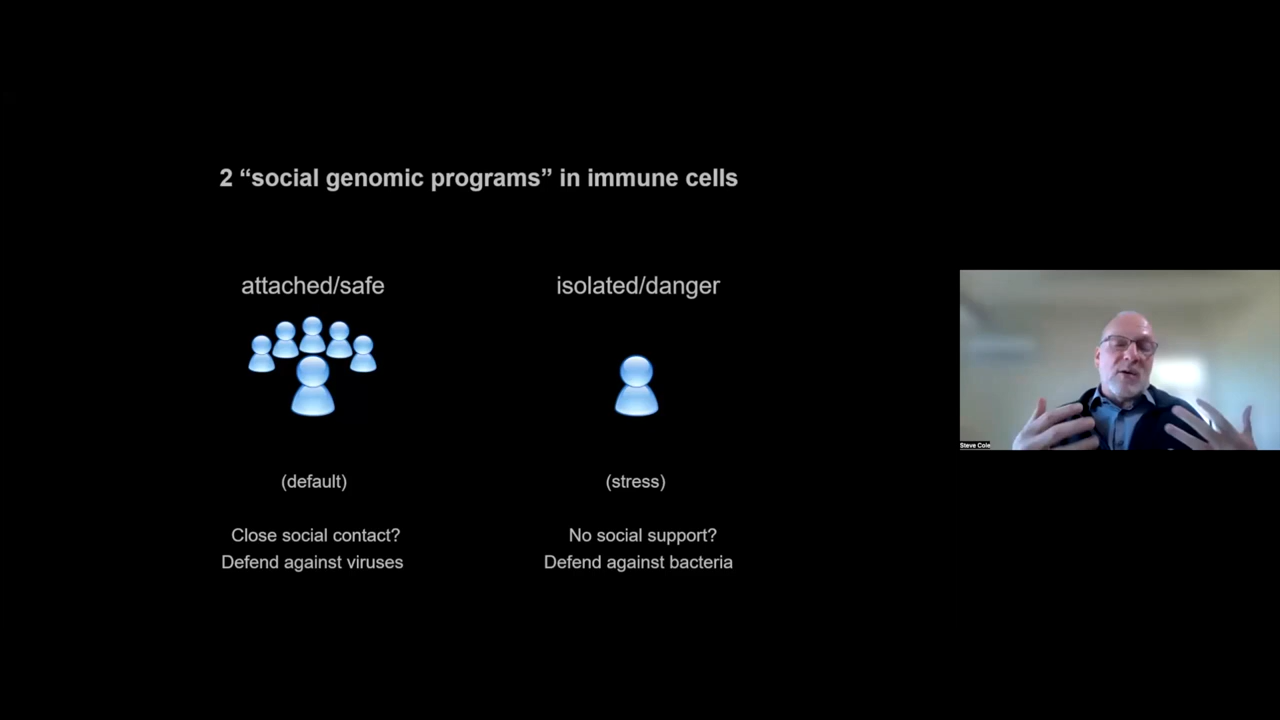 2 “social genomic programs” in immune cells
attached/safe
isolated/danger
(default)
(stress)
Close social contact?
Defend against viruses
No social support?
Defend against bacteria
Steve Cole